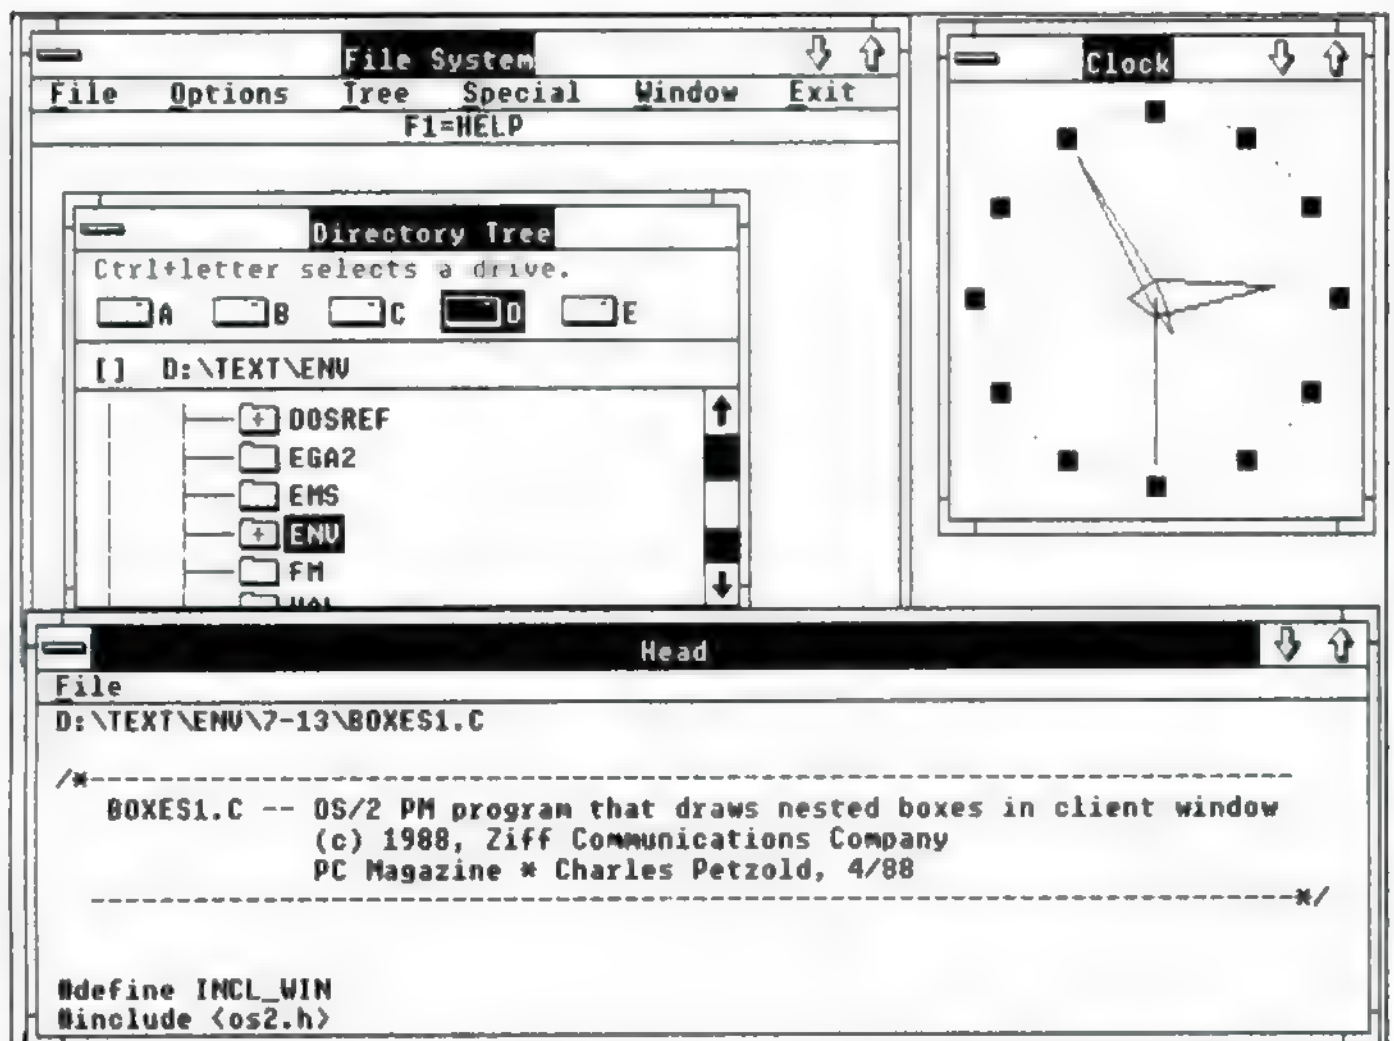 File System
File Options Tree Special Window Exit
F1=HELP
Directory Tree
Ctrl+letter selects a drive.
A B C D E
[] D:\TEXT\ENV
DOSREF
EGA2
EMS
ENV
FM
Clock
Head
File
D:\TEXT\ENV\7-13\BOXES1.C
/*----------------------------------------------------------------------
BOXES1.C -- OS/2 PM program that draws nested boxes in client window
(c) 1988, Ziff Communications Company
PC Magazine * Charles Petzold, 4/88
----------------------------------------------------------------------*/
#define INCL_WIN
#include <os2.h>